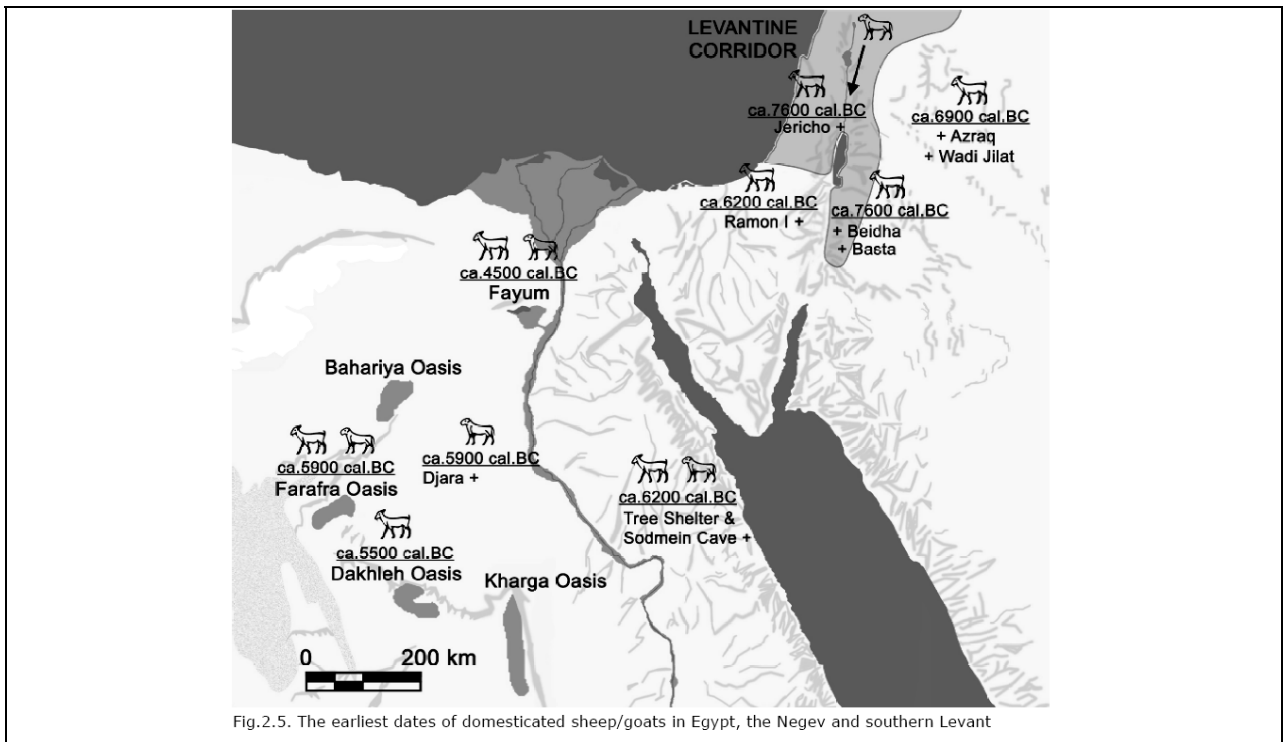 LEVANTINE
CORRIDOR
ca.7600 cal.BC
Jericho +
ca.6900 cal.BC
+ Azraq
+ Wadi Jilat
ca.6200 cal.BC
Ramon I +
ca.7600 cal.BC
+ Beidha
+ Basta
ca.4500 cal.BC
Fayum
Bahariya Oasis
ca.5900 cal.BC
Farafra Oasis
ca.5900 cal.BC
Djara +
ca.6200 cal.BC
Tree Shelter &
Sodmein Cave +
ca.5500 cal.BC
Dakhleh Oasis
Kharga Oasis
0 200 km
Fig.2.5. The earliest dates of domesticated sheep/goats in Egypt, the Negev and southern Levant